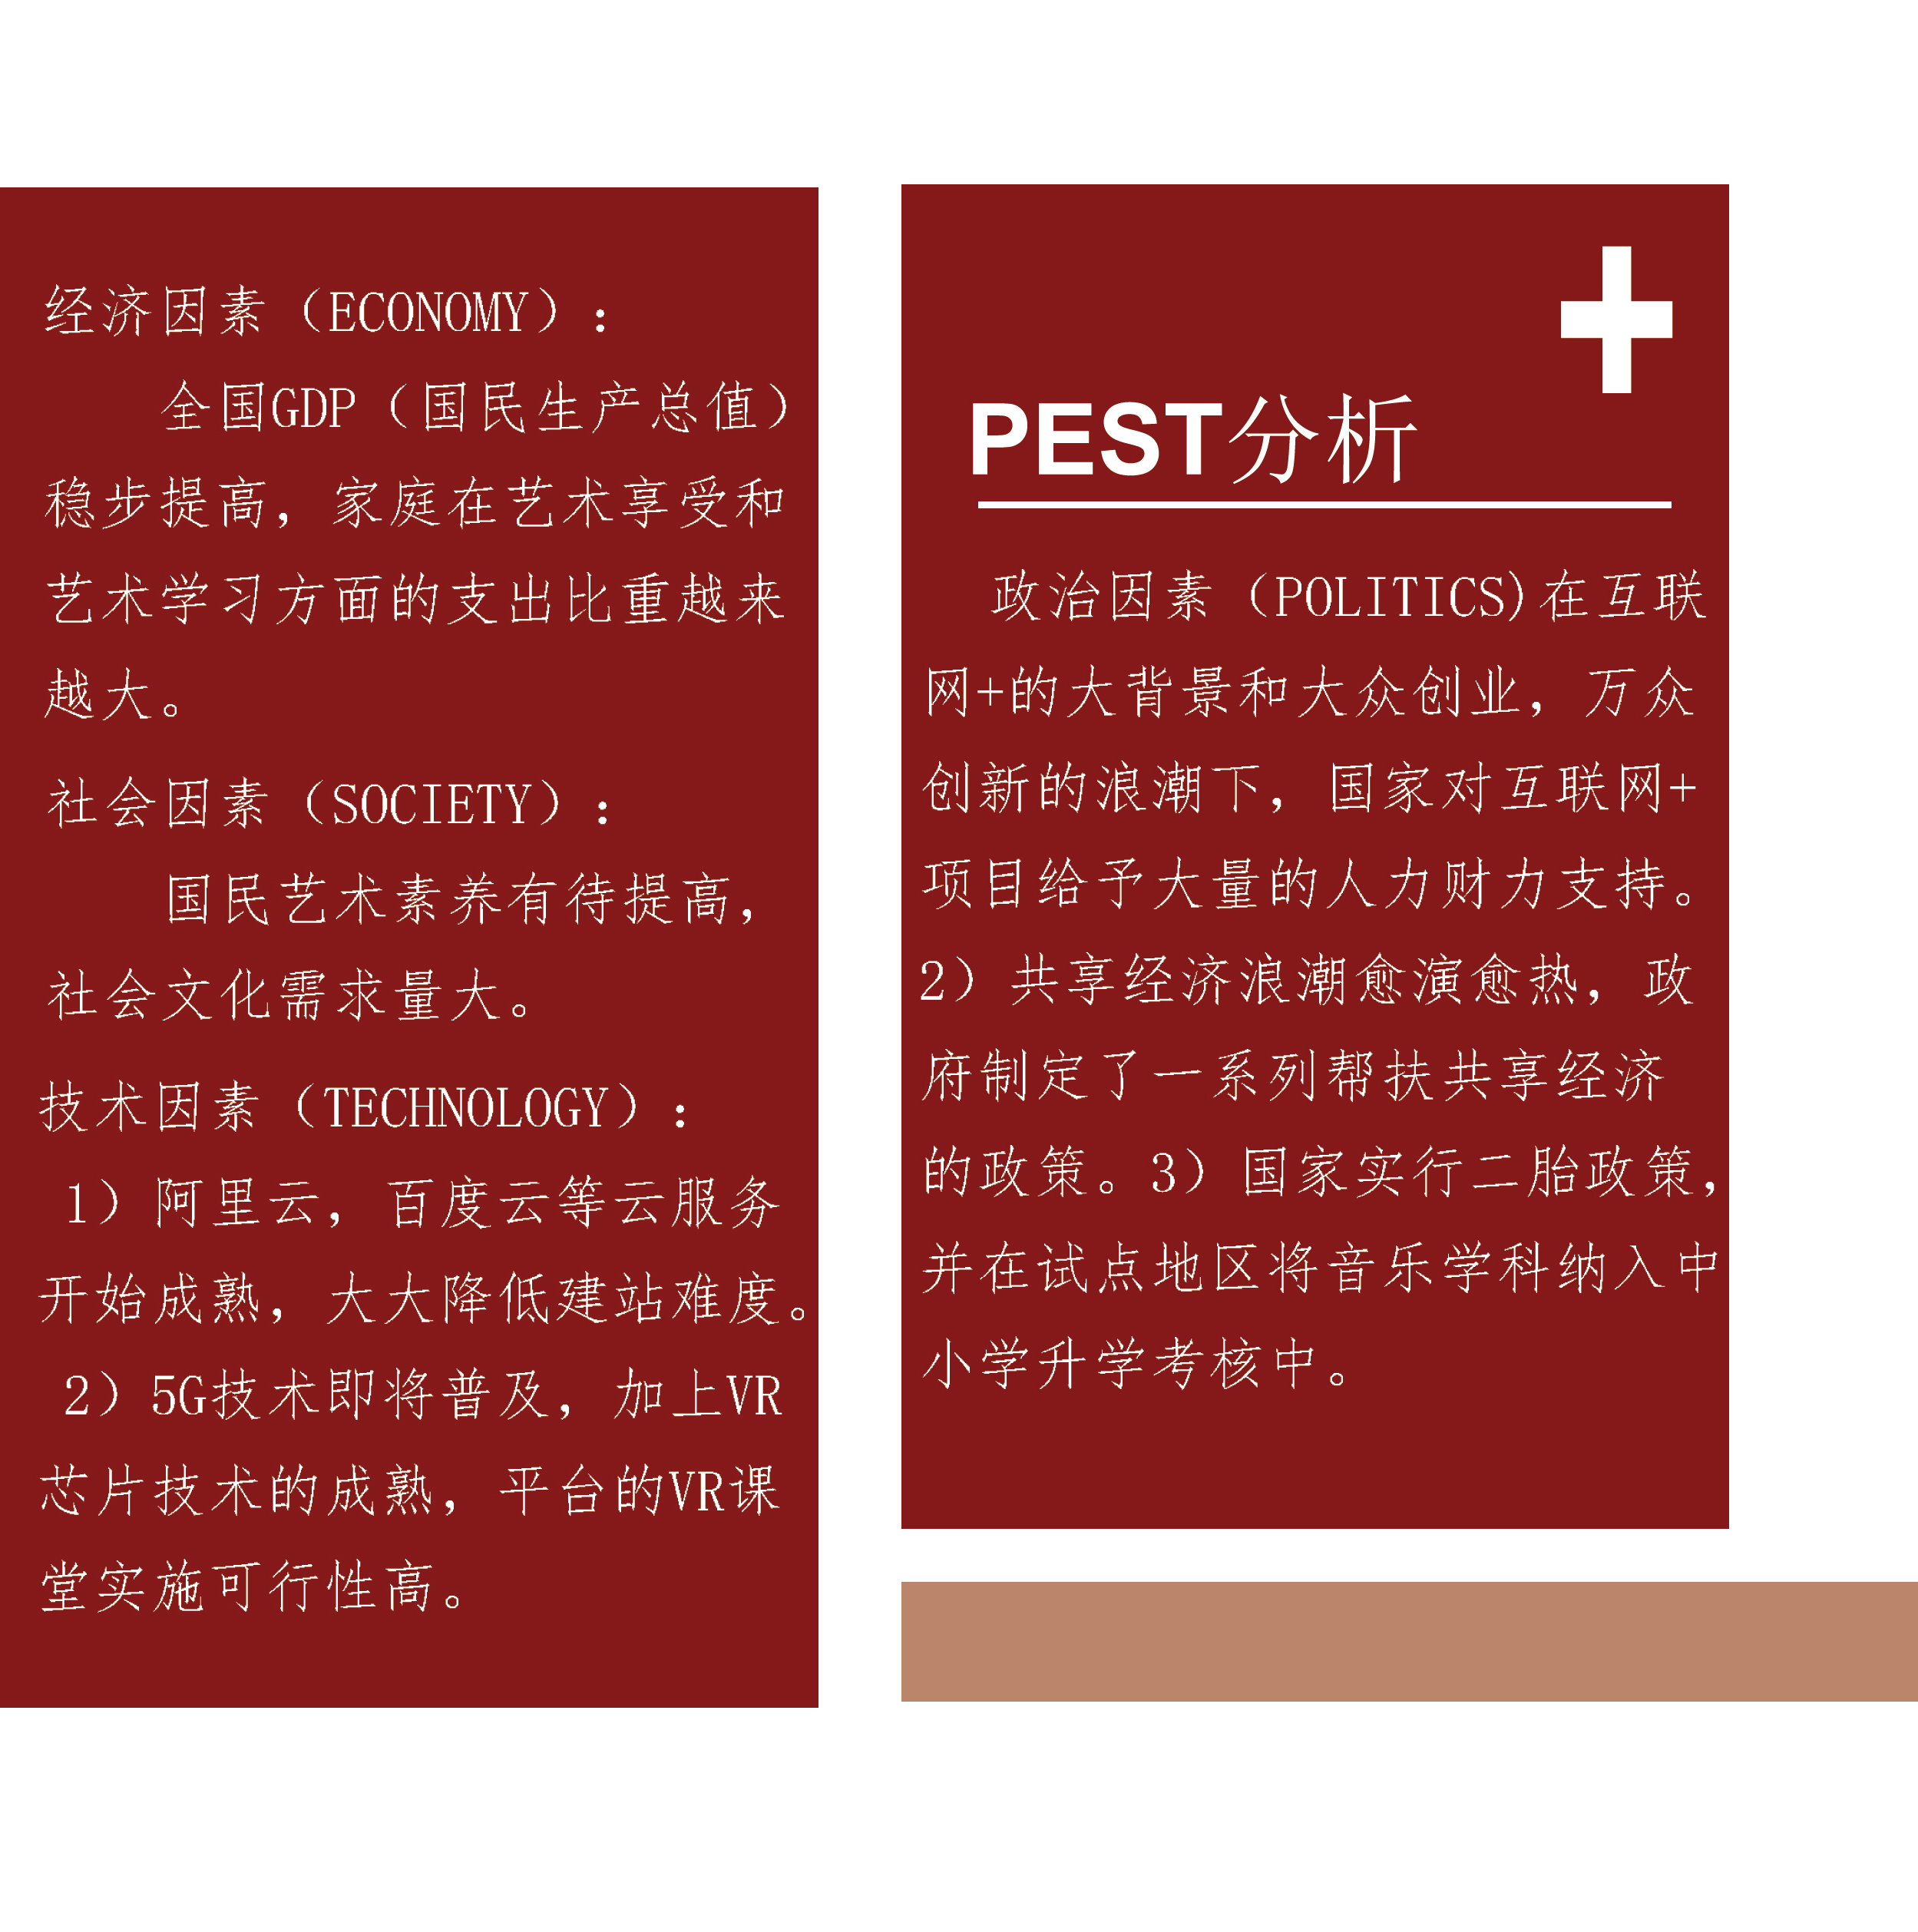 经济因素（ECONOMY）：
全国GDP（国民生产总值）
稳步提高，家庭在艺术享受和
艺术学习方面的支出比重越来
越大。
社会因素（SOCIETY）：
国民艺术素养有待提高，
社会文化需求量大。
技术因素（TECHNOLOGY）：
1）阿里云，百度云等云服务
开始成熟，大大降低建站难度。
2）5G技术即将普及，加上VR
芯片技术的成熟，平台的VR课
堂实施可行性高。
PEST分析
政治因素（POLITICS)在互联
网+的大背景和大众创业，万众
创新的浪潮下，国家对互联网+
项目给予大量的人力财力支持。
2）共享经济浪潮愈演愈热，政
府制定了一系列帮扶共享经济
的政策。3）国家实行二胎政策，
并在试点地区将音乐学科纳入中
小学升学考核中。